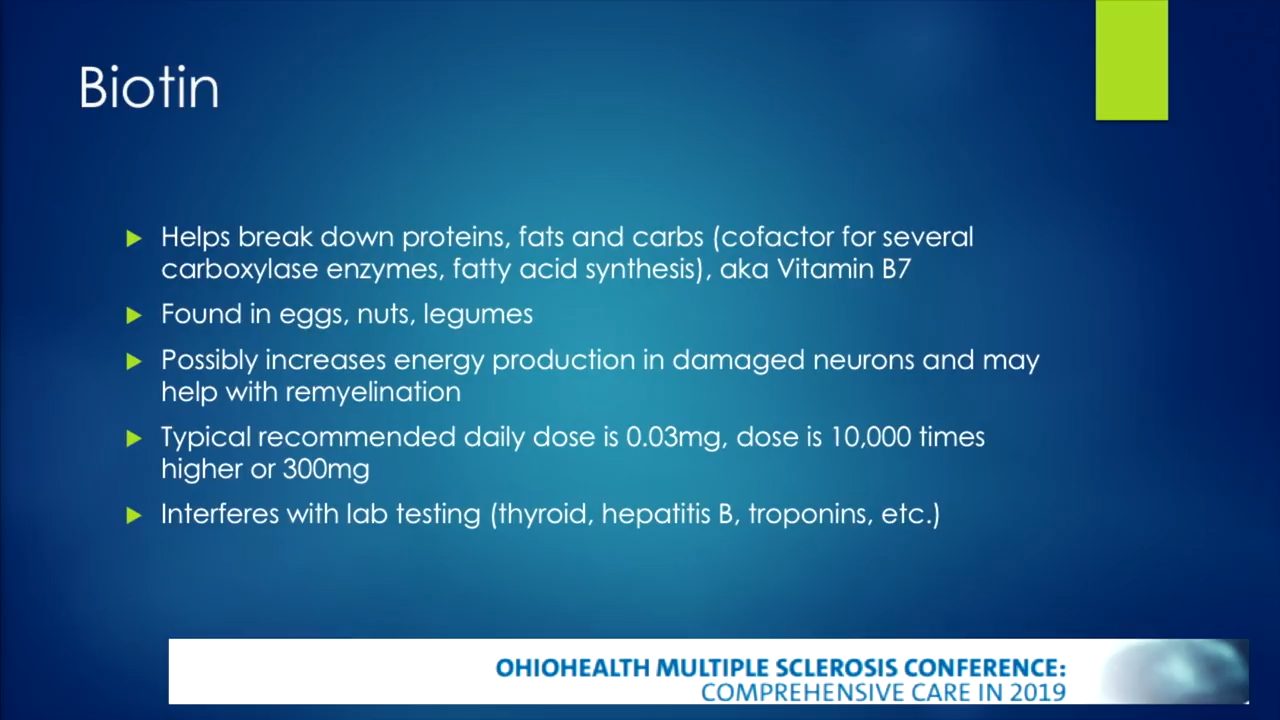 Biotin
Helps break down proteins, fats and carbs (cofactor for several
carboxylase enzymes, fatty acid synthesis), aka Vitamin B7
Found in eggs, nuts, legumes
Possibly increases energy production in damaged neurons and may
help with remyelination
Typical recommended daily dose is 0.03mg, dose is 10,000 times
higher or 300mg
Interferes with lab testing (thyroid, hepatitis B, troponins, etc.)
OHIOHEALTH MULTIPLE SCLEROSIS CONFERENCE:
COMPREHENSIVE CARE IN 2019